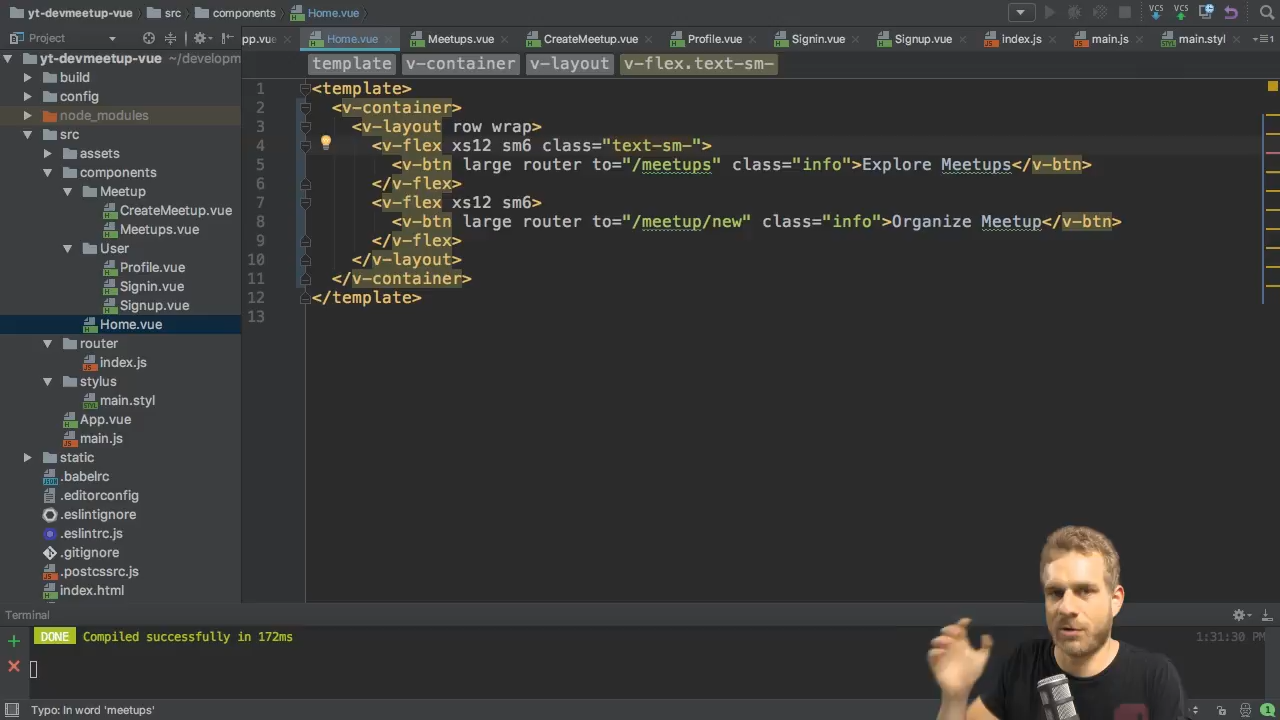 yt-devmeetup-vue src components Home.vue
Project
pp.vue Home.vue Meetups.vue CreateMeetup.vue Profile.vue Signin.vue Signup.vue index.js main.js main.styl
template v-container v-layout v-flex.text-sm-
yt-devmeetup-vue ~/developm
build
config
node_modules
src
assets
components
Meetup
CreateMeetup.vue
Meetups.vue
User
Profile.vue
Signin.vue
Signup.vue
Home.vue
router
index.js
stylus
main.styl
App.vue
main.js
static
.babelrc
.editorconfig
.eslintignore
.eslintrc.js
.gitignore
.postcssrc.js
index.html
1 <template>
2 <v-container>
3 <v-layout row wrap>
4 <v-flex xs12 sm6 class="text-sm-">
5 <v-btn large router to="/meetups" class="info">Explore Meetups</v-btn>
6 </v-flex>
7 <v-flex xs12 sm6>
8 <v-btn large router to="/meetup/new" class="info">Organize Meetup</v-btn>
9 </v-flex>
10 </v-layout>
11 </v-container>
12 </template>
13
Terminal
DONE Compiled successfully in 172ms 1:31:30 PM
Typo: In word 'meetups' 1